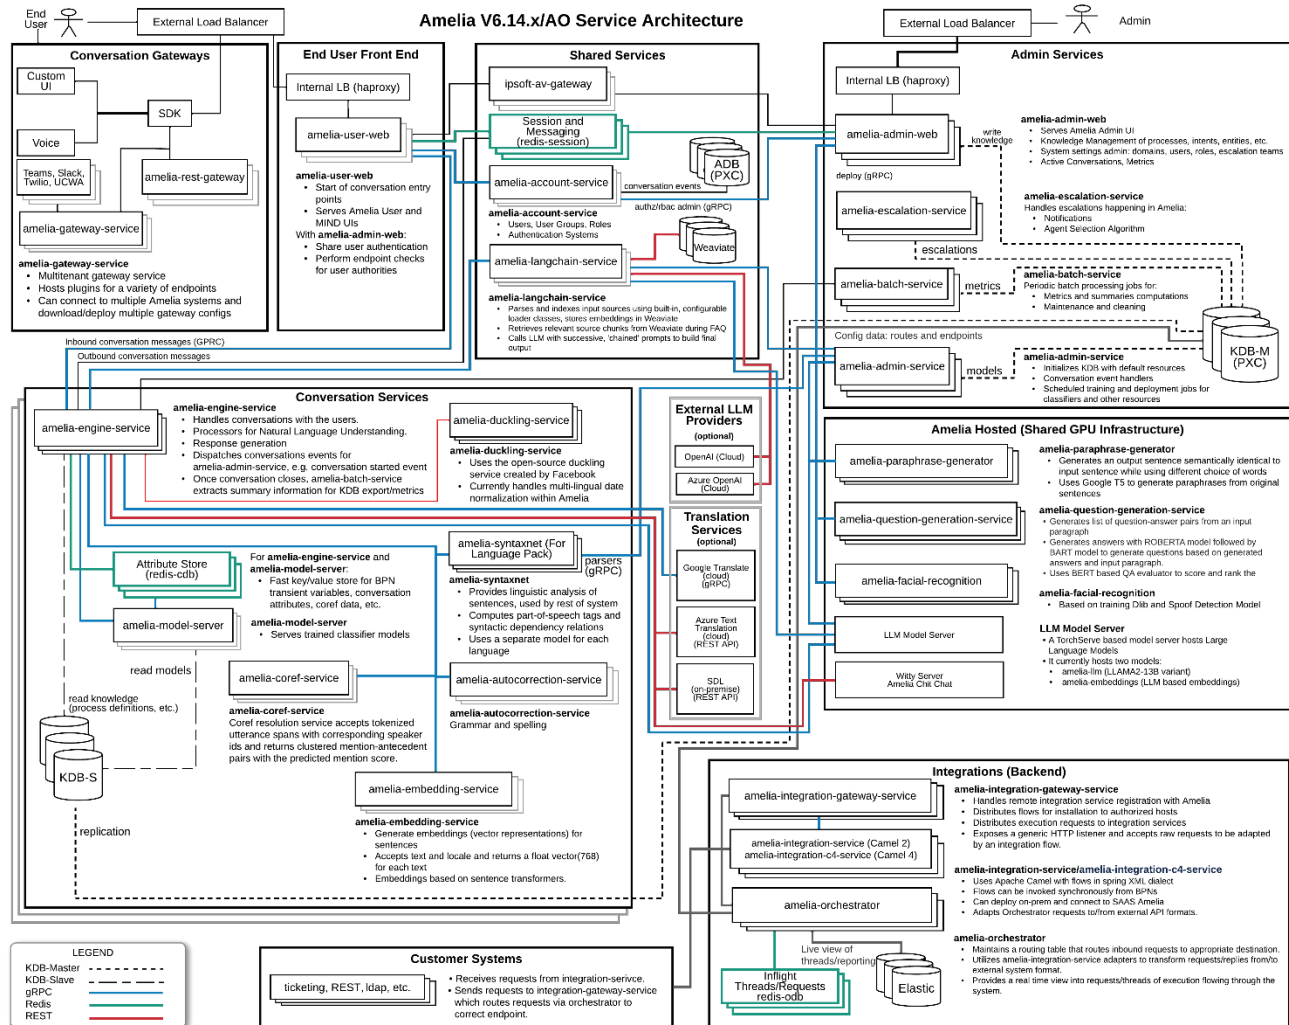 Amelia V6.14.x/AO Service Architecture
End
User
External Load Balancer
External Load Balancer
Admin
Conversation Gateways
Custom
UI
Voice
SDK
Teams, Slack,
Twilio, UCWA
amelia-rest-gateway
amelia-gateway-service
amelia-gateway-service
• Multitenant gateway service
• Hosts plugins for a variety of endpoints
• Can connect to multiple Amelia systems and
download/deploy multiple gateway configs
End User Front End
Internal LB (haproxy)
amelia-user-web
amelia-user-web
• Start of conversation entry
points
• Serves Amelia User and
MIND UIs
With amelia-admin-web:
• Share user authentication
• Perform endpoint checks
for user authorities
Shared Services
ipsoft-av-gateway
Session and
Messaging
(redis-session)
ADB
(PXC)
amelia-account-service
conversation events
authz/rbac admin (gRPC)
amelia-account-service
• Users, User Groups, Roles
• Authentication Systems
Weaviate
amelia-langchain-service
amelia-langchain-service
• Parses and indexes input sources using built-in, configurable
loader classes, stores embeddings in Weaviate
• Retrieves relevant source chunks from Weaviate during FAQ
• Calls LLM with successive, 'chained' prompts to build final
output
Admin Services
Internal LB (haproxy)
amelia-admin-web
write
knowledge
deploy (gRPC)
amelia-admin-web
• Serves Amelia Admin UI
• Knowledge Management of processes, intents, entities, etc.
• System settings admin: domains, users, roles, escalation teams
• Active Conversations, Metrics
amelia-escalation-service
escalations
amelia-escalation-service
Handles escalations happening in Amelia:
• Notifications
• Agent Selection Algorithm
amelia-batch-service
metrics
amelia-batch-service
Periodic batch processing jobs for:
• Metrics and summaries computations
• Maintenance and cleaning
Config data: routes and endpoints
KDB-M
(PXC)
amelia-admin-service
models
amelia-admin-service
• Initializes KDB with default resources
• Conversation event handlers
• Scheduled training and deployment jobs for
classifiers and other resources
Inbound conversation messages (GPRC)
Outbound conversation messages
Conversation Services
amelia-engine-service
amelia-engine-service
• Handles conversations with the users.
• Processors for Natural Language Understanding.
• Response generation
• Dispatches conversations events for
amelia-admin-service, e.g. conversation started event
• Once conversation closes, amelia-batch-service
extracts summary information for KDB export/metrics
amelia-duckling-service
amelia-duckling-service
• Uses the open-source duckling
service created by Facebook
• Currently handles multi-lingual date
normalization within Amelia
amelia-syntaxnet (For
Language Pack)
parsers
(gRPC)
amelia-syntaxnet
• Provides linguistic analysis of
sentences, used by rest of system
• Computes part-of-speech tags and
syntactic dependency relations
• Uses a separate model for each
language
Attribute Store
(redis-cdb)
For amelia-engine-service and
amelia-model-server:
• Fast key/value store for BPN
transient variables, conversation
attributes, coref data, etc.
amelia-model-server
amelia-model-server
• Serves trained classifier models
read models
read knowledge
(process definitions, etc.)
KDB-S
replication
amelia-coref-service
amelia-coref-service
Coref resolution service accepts tokenized
utterance spans with corresponding speaker
ids and returns clustered mention-antecedent
pairs with the predicted mention score.
amelia-autocorrection-service
amelia-autocorrection-service
Grammar and spelling
amelia-embedding-service
amelia-embedding-service
• Generate embeddings (vector representations) for
sentences
• Accepts text and locale and returns a float vector(768)
for each text
• Embeddings based on sentence transformers.
External LLM
Providers
(optional)
OpenAI (Cloud)
Azure OpenAI
(Cloud)
Translation
Services
(optional)
Google Translate
(cloud)
(gRPC)
Azure Text
Translation
(cloud)
(REST API)
SDL
(on-premise)
(REST API)
Amelia Hosted (Shared GPU Infrastructure)
amelia-paraphrase-generator
amelia-paraphrase-generator
• Generates an output sentence semantically identical to
input sentence while using different choice of words
• Uses Google T5 to generate paraphrases from original
sentences
amelia-question-generation-service
amelia-question-generation-service
• Generates list of question-answer pairs from an input
paragraph
• Generates answers with ROBERTA model followed by
BART model to generate questions based on generated
answers and input paragraph.
• Uses BERT based QA evaluator to score and rank the
amelia-facial-recognition
amelia-facial-recognition
• Based on training Dlib and Spoof Detection Model
LLM Model Server
LLM Model Server
• A TorchServe based model server hosts Large
Language Models
• It currently hosts two models:
• amelia-llm (LLAMA2-13B variant)
• amelia-embeddings (LLM based embeddings)
Witty Server
Amelia Chit Chat
Integrations (Backend)
amelia-integration-gateway-service
amelia-integration-gateway-service
• Handles remote integration service registration with Amelia
• Distributes flows for installation to authorized hosts
• Distributes execution requests to integration services
• Exposes a generic HTTP listener and accepts raw requests to be adapted
by an integration flow.
amelia-integration-service (Camel 2)
amelia-integration-c4-service (Camel 4)
amelia-integration-service/amelia-integration-c4-service
• Uses Apache Camel with flows in spring XML dialect
• Flows can be invoked synchronously from BPNs
• Can deploy on-prem and connect to SAAS Amelia
• Adapts Orchestrator requests to/from external API formats.
amelia-orchestrator
amelia-orchestrator
• Maintains a routing table that routes inbound requests to appropriate destination.
• Utilizes amelia-integration-service adapters to transform requests/replies from/to
external system format.
• Provides a real time view into requests/threads of execution flowing through the
system.
Live view of
threads/reporting
Inflight
Threads/Requests
redis-odb
Elastic
LEGEND
KDB-Master
KDB-Slave
gRPC
Redis
REST
Customer Systems
ticketing, REST, ldap, etc.
• Receives requests from integration-serivce.
• Sends requests to integration-gateway-service
which routes requests via orchestrator to
correct endpoint.